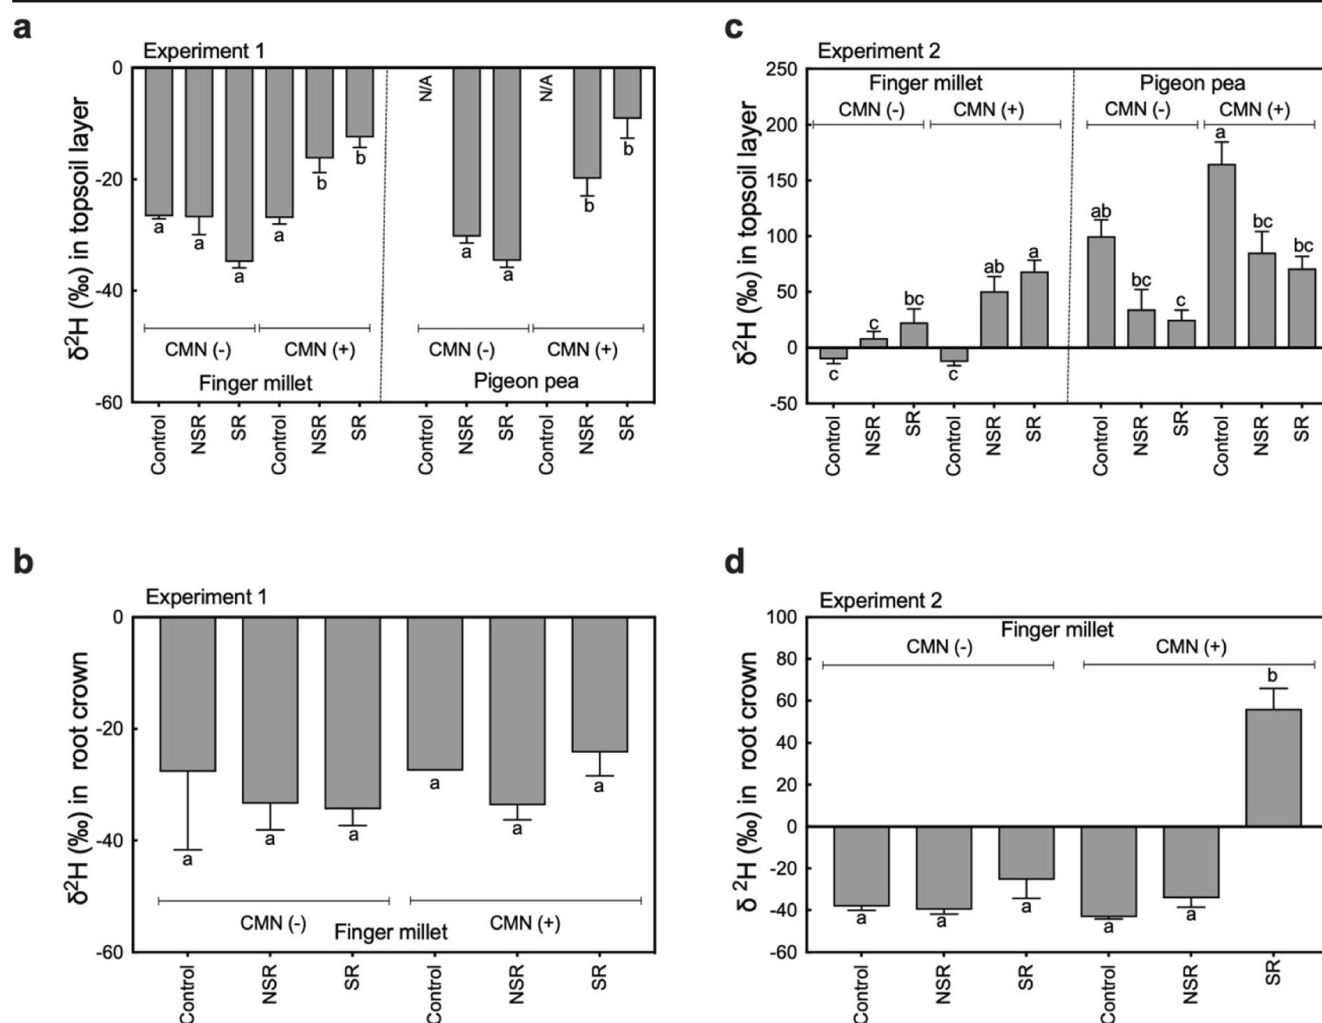 a
Experiment 1
δ²H (‰) in topsoil layer
0
-20
-40
-60
N/A
N/A
a
a
a
a
b
b
a
a
b
b
CMN (-)
CMN (+)
CMN (-)
CMN (+)
Finger millet
Pigeon pea
Control
NSR
SR
Control
NSR
SR
Control
NSR
SR
Control
NSR
SR
c
Experiment 2
δ²H (‰) in topsoil layer
250
200
150
100
50
0
-50
Finger millet
Pigeon pea
CMN (-)
CMN (+)
CMN (-)
CMN (+)
c
c
bc
c
ab
a
ab
bc
c
a
bc
bc
Control
NSR
SR
Control
NSR
SR
Control
NSR
SR
Control
NSR
SR
b
Experiment 1
δ²H (‰) in root crown
0
-20
-40
-60
a
a
a
a
a
a
CMN (-)
CMN (+)
Finger millet
Control
NSR
SR
Control
NSR
SR
d
Experiment 2
δ ²H (‰) in root crown
100
80
60
40
20
0
-20
-40
-60
Finger millet
CMN (-)
CMN (+)
a
a
a
a
a
b
Control
NSR
SR
Control
NSR
SR